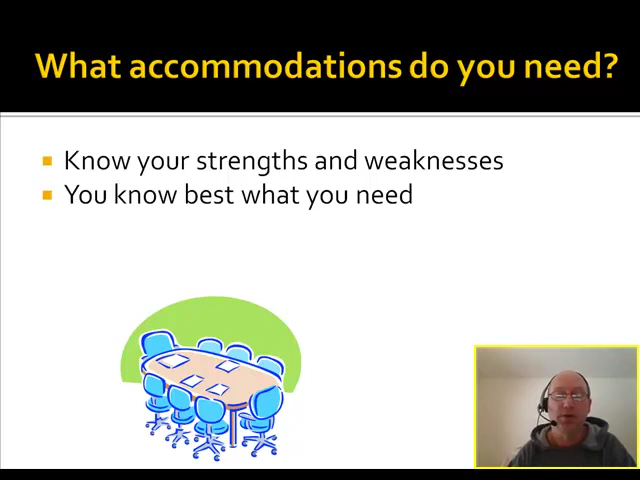 What accommodations do you need?
Know your strengths and weaknesses
You know best what you need